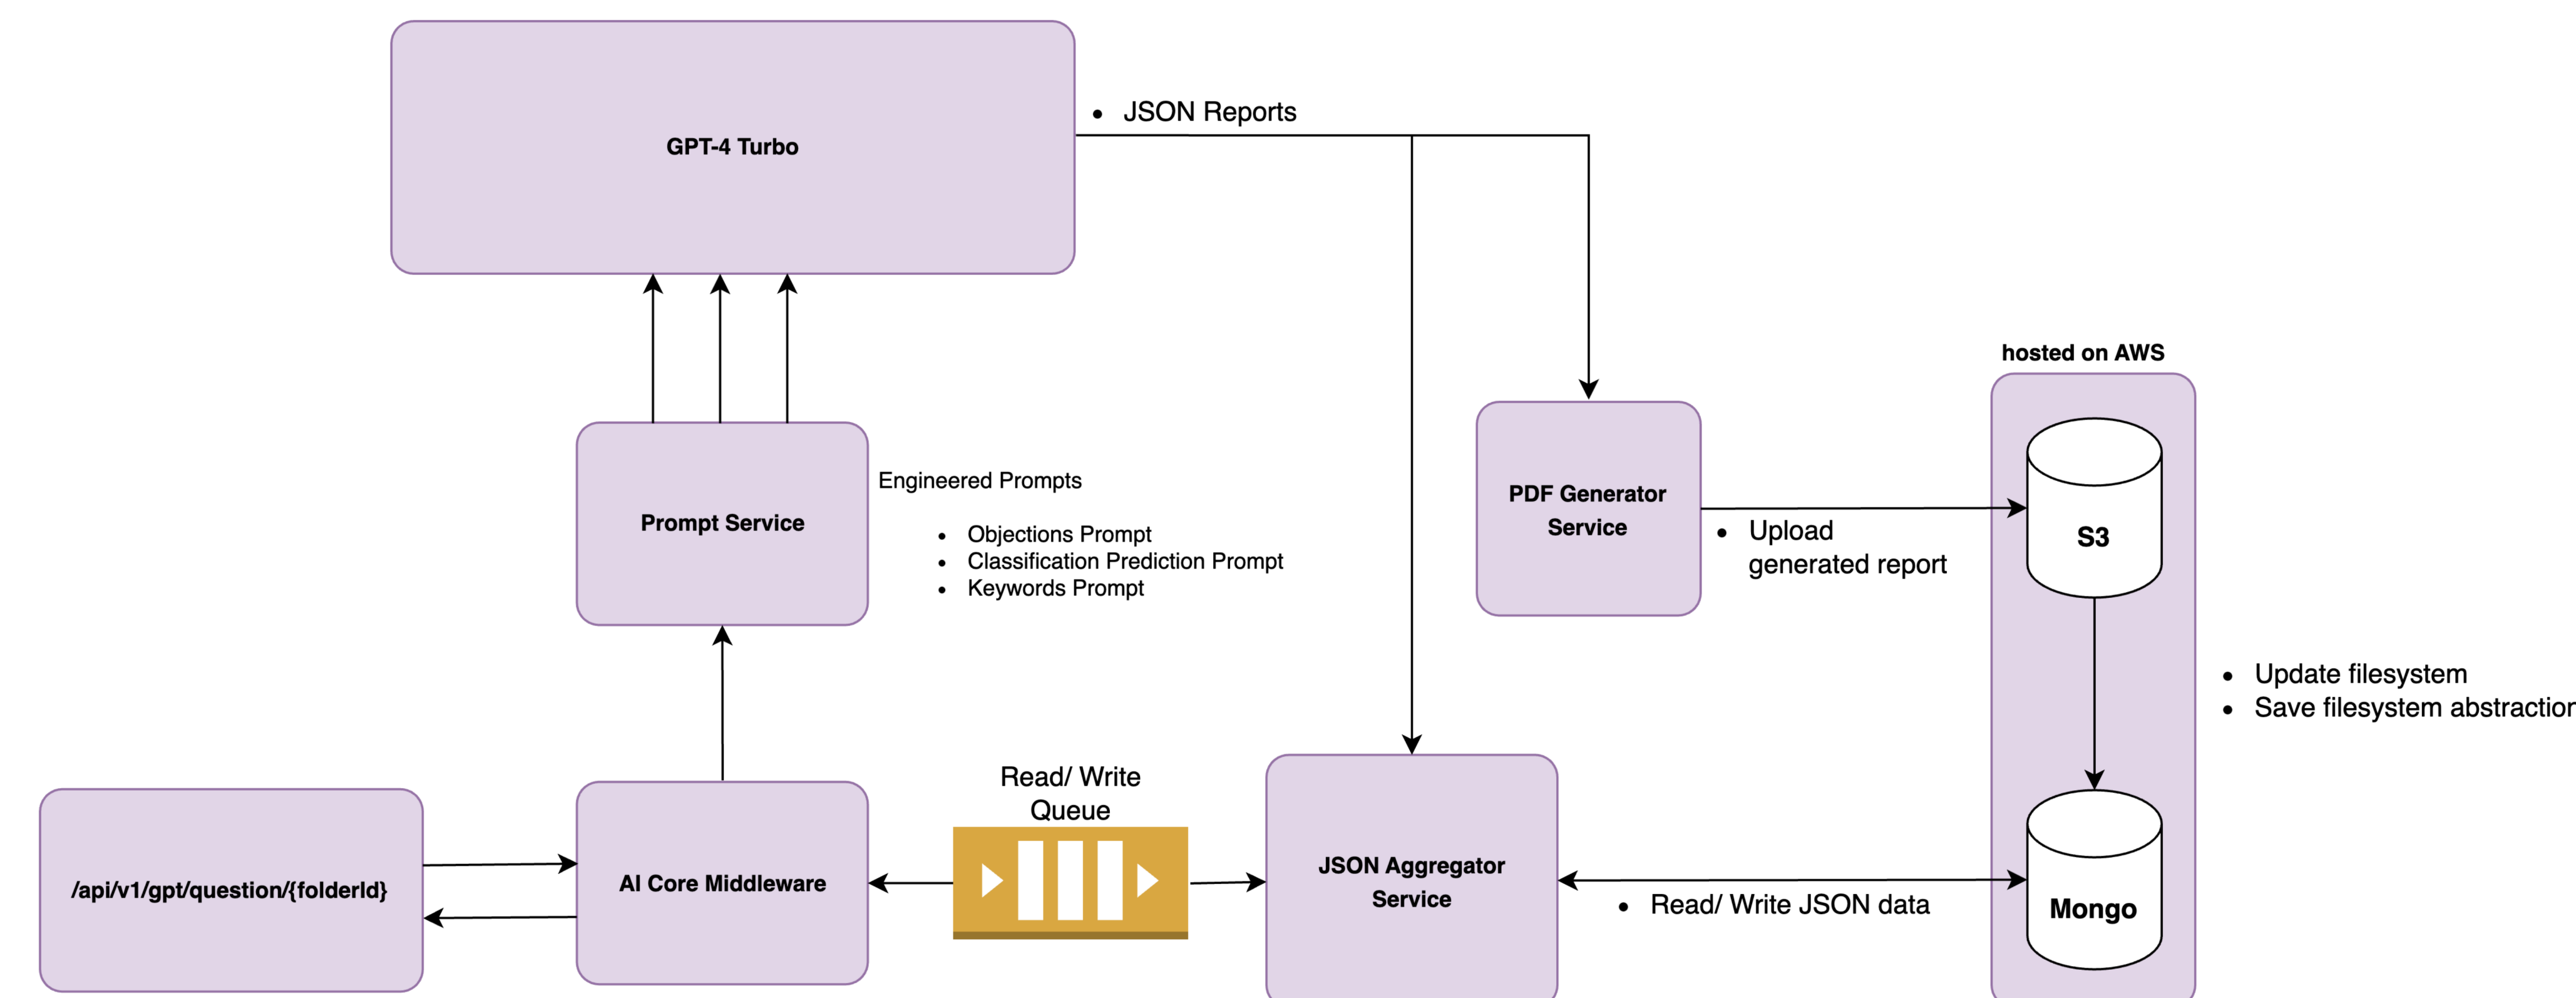 GPT-4 Turbo
• JSON Reports
hosted on AWS
Prompt Service
Engineered Prompts
• Objections Prompt
• Classification Prediction Prompt
• Keywords Prompt
PDF Generator
Service
• Upload
generated report
S3
• Update filesystem
• Save filesystem abstraction
Read/ Write
Queue
/api/v1/gpt/question/{folderId}
AI Core Middleware
JSON Aggregator
Service
• Read/ Write JSON data
Mongo